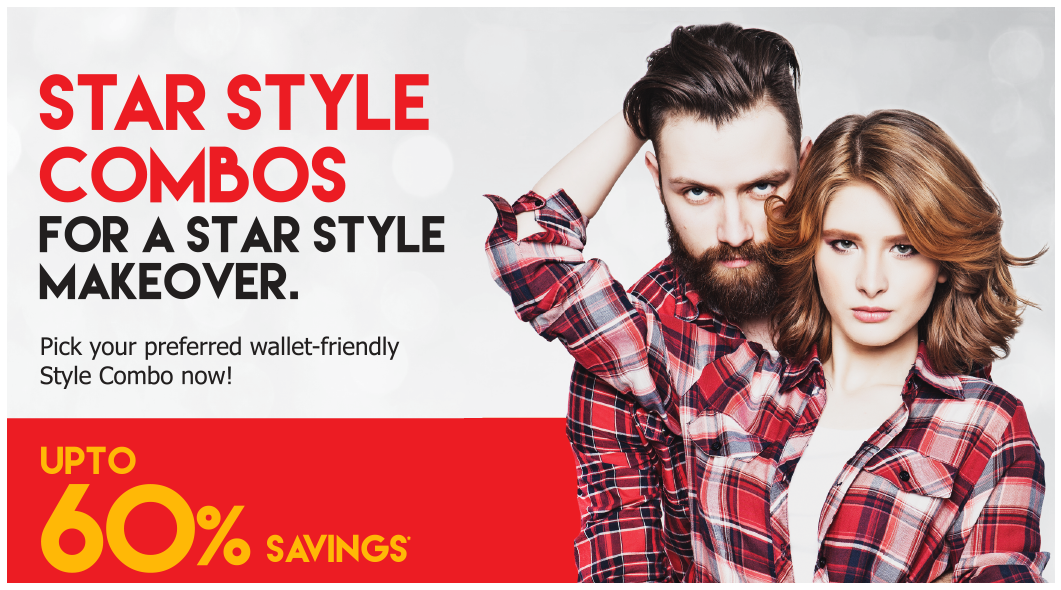 STAR STYLE
COMBOS
FOR A STAR STYLE
MAKEOVER.
Pick your preferred wallet-friendly
Style Combo now!
UPTO
60% SAVINGS*